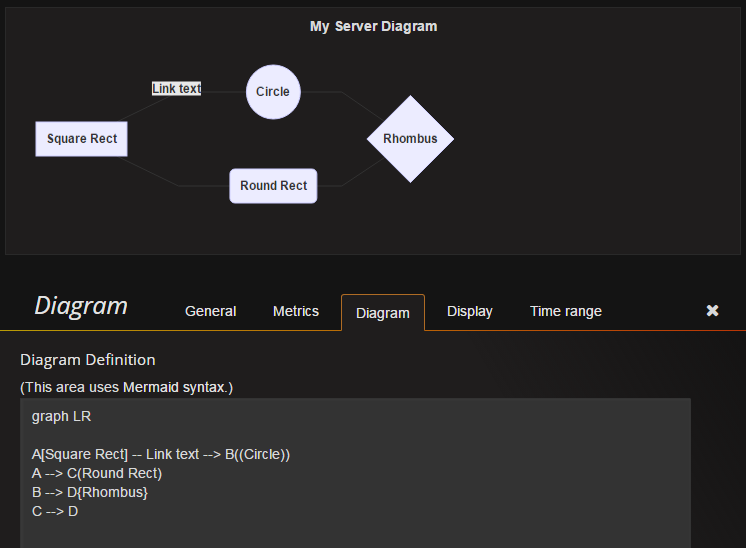 My Server Diagram
Link text
Circle
Square Rect
Rhombus
Round Rect
Diagram
General
Metrics
Diagram
Display
Time range
✖
Diagram Definition
(This area uses Mermaid syntax.)
graph LR
A[Square Rect] -- Link text --> B((Circle))
A --> C(Round Rect)
B --> D{Rhombus}
C --> D